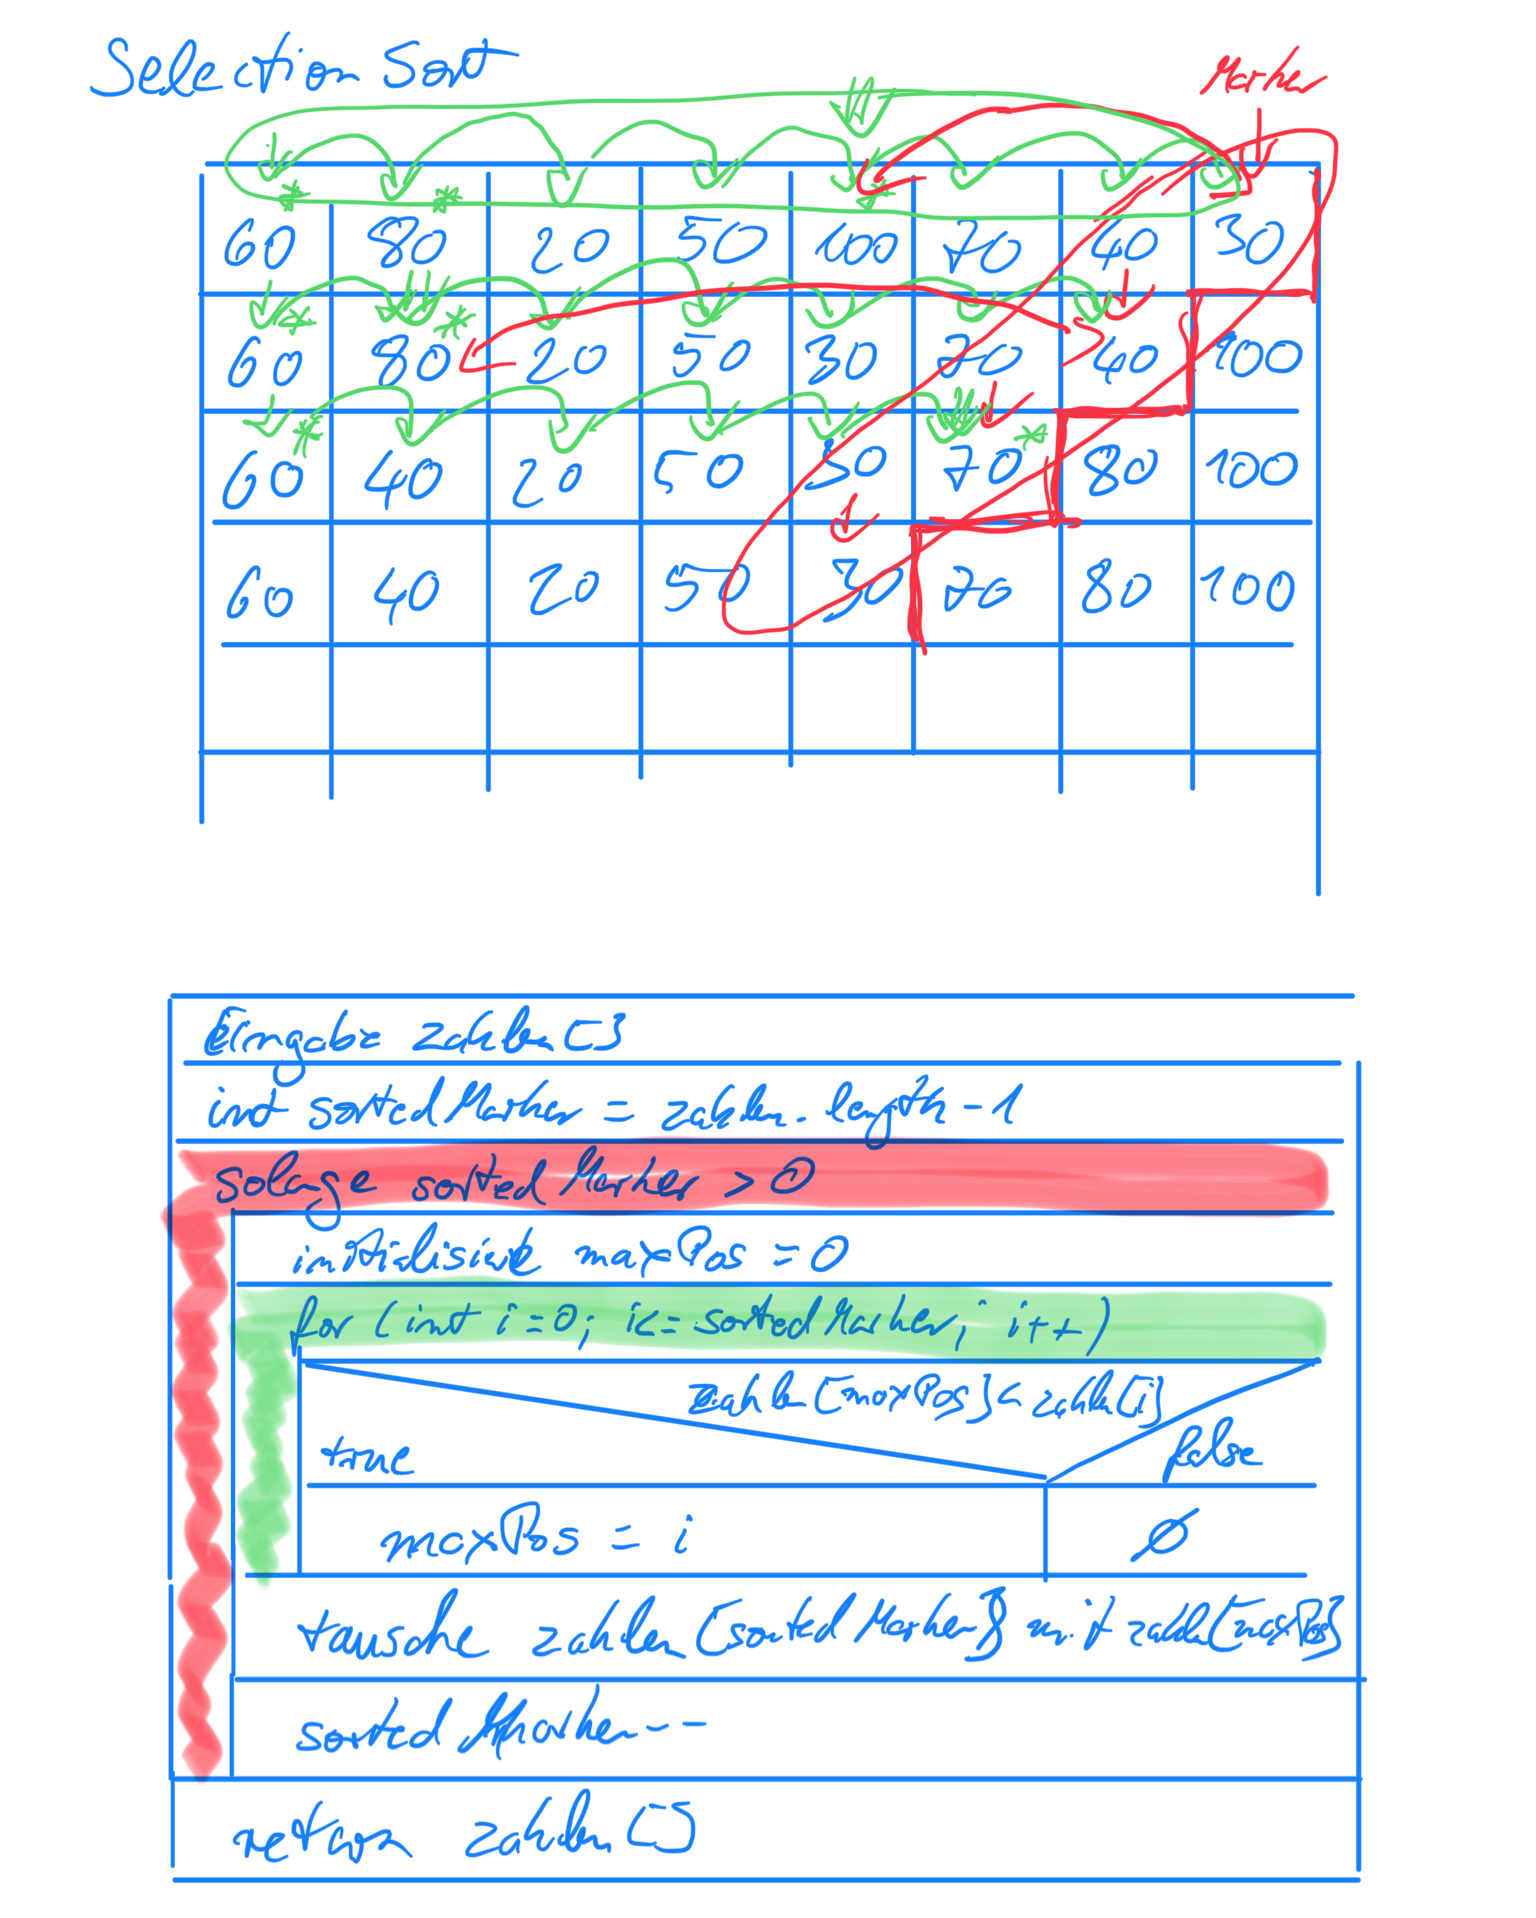 Selection Sort
Marker
60 80 20 50 100 70 40 30
60 80 20 50 30 70 40 100
60 40 20 50 30 70 80 100
60 40 20 50 30 70 80 100
Eingabe zahlen[]
int sortedMarker = zahlen.length-1
solange sortedMarker > 0
initialisiere maxPos = 0
for (int i=0; i<=sortedMarker; i++)
zahlen[maxPos] < zahlen[i]
true false
maxPos = i ∅
tausche zahlen[sortedMarker] mit zahlen[maxPos]
sortedMarker--
return zahlen[]